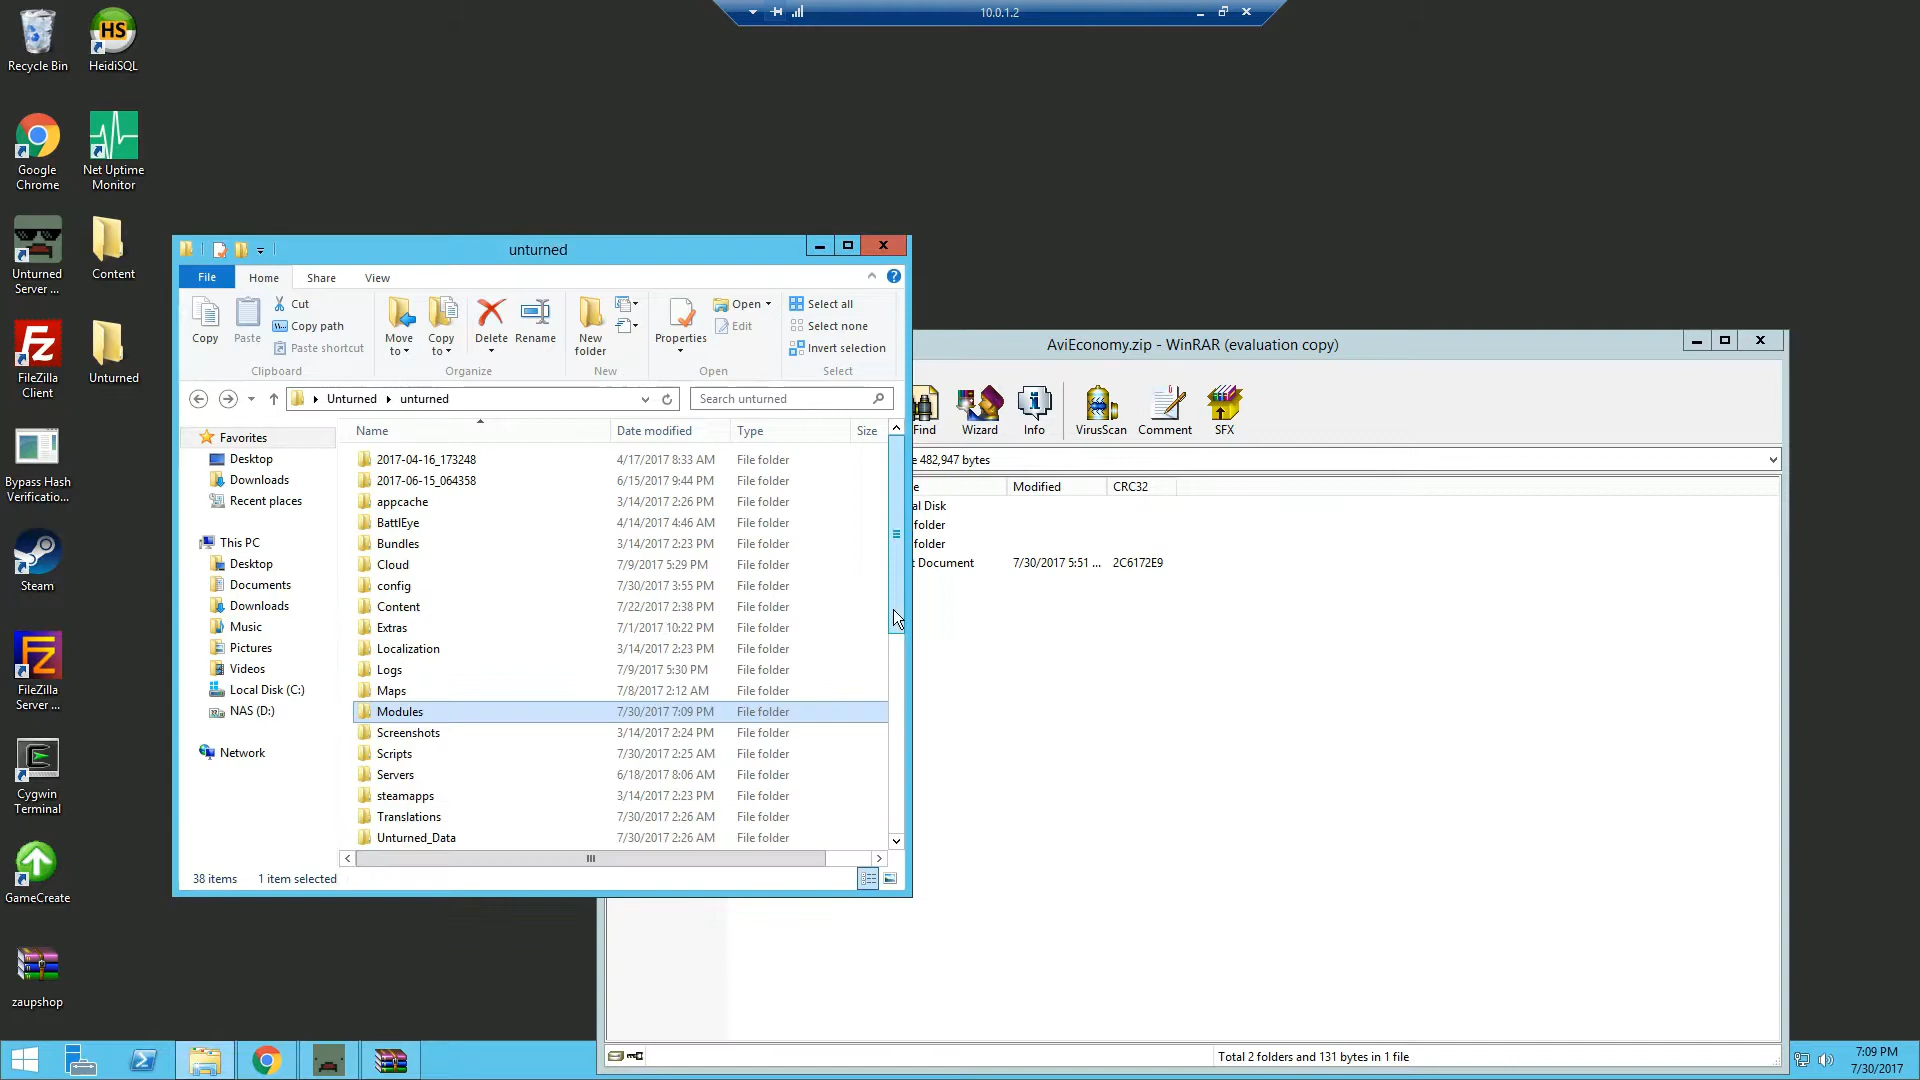 10.0.1.2
Recycle Bin
HeidiSQL
Google
Chrome
Net Uptime
Monitor
Unturned
Server ...
Content
FileZilla
Client
Unturned
Bypass Hash
Verificatio...
Steam
FileZilla
Server ...
Cygwin
Terminal
GameCreate
zaupshop
unturned
File
Home
Share
View
Copy
Paste
Cut
Copy path
Paste shortcut
Clipboard
Move
to
Copy
to
Delete
Rename
Organize
New
folder
New
Properties
Open
Edit
Open
Select all
Select none
Invert selection
Select
Unturned
unturned
Search unturned
Favorites
Desktop
Downloads
Recent places
This PC
Desktop
Documents
Downloads
Music
Pictures
Videos
Local Disk (C:)
NAS (D:)
Network
Name Date modified Type Size
2017-04-16_173248 4/17/2017 8:33 AM File folder
2017-06-15_064358 6/15/2017 9:44 PM File folder
appcache 3/14/2017 2:26 PM File folder
BattlEye 4/14/2017 4:46 AM File folder
Bundles 3/14/2017 2:23 PM File folder
Cloud 7/9/2017 5:29 PM File folder
config 7/30/2017 3:55 PM File folder
Content 7/22/2017 2:38 PM File folder
Extras 7/1/2017 10:22 PM File folder
Localization 3/14/2017 2:23 PM File folder
Logs 7/9/2017 5:30 PM File folder
Maps 7/8/2017 2:12 AM File folder
Modules 7/30/2017 7:09 PM File folder
Screenshots 3/14/2017 2:24 PM File folder
Scripts 7/30/2017 2:25 AM File folder
Servers 6/18/2017 8:06 AM File folder
steamapps 3/14/2017 2:23 PM File folder
Translations 7/30/2017 2:26 AM File folder
Unturned_Data 7/30/2017 2:26 AM File folder
38 items 1 item selected
AviEconomy.zip - WinRAR (evaluation copy)
Find
Wizard
Info
VirusScan
Comment
SFX
e 482,947 bytes
e Modified CRC32
al Disk
folder
folder
t Document 7/30/2017 5:51 ... 2C6172E9
Total 2 folders and 131 bytes in 1 file
7:09 PM
7/30/2017